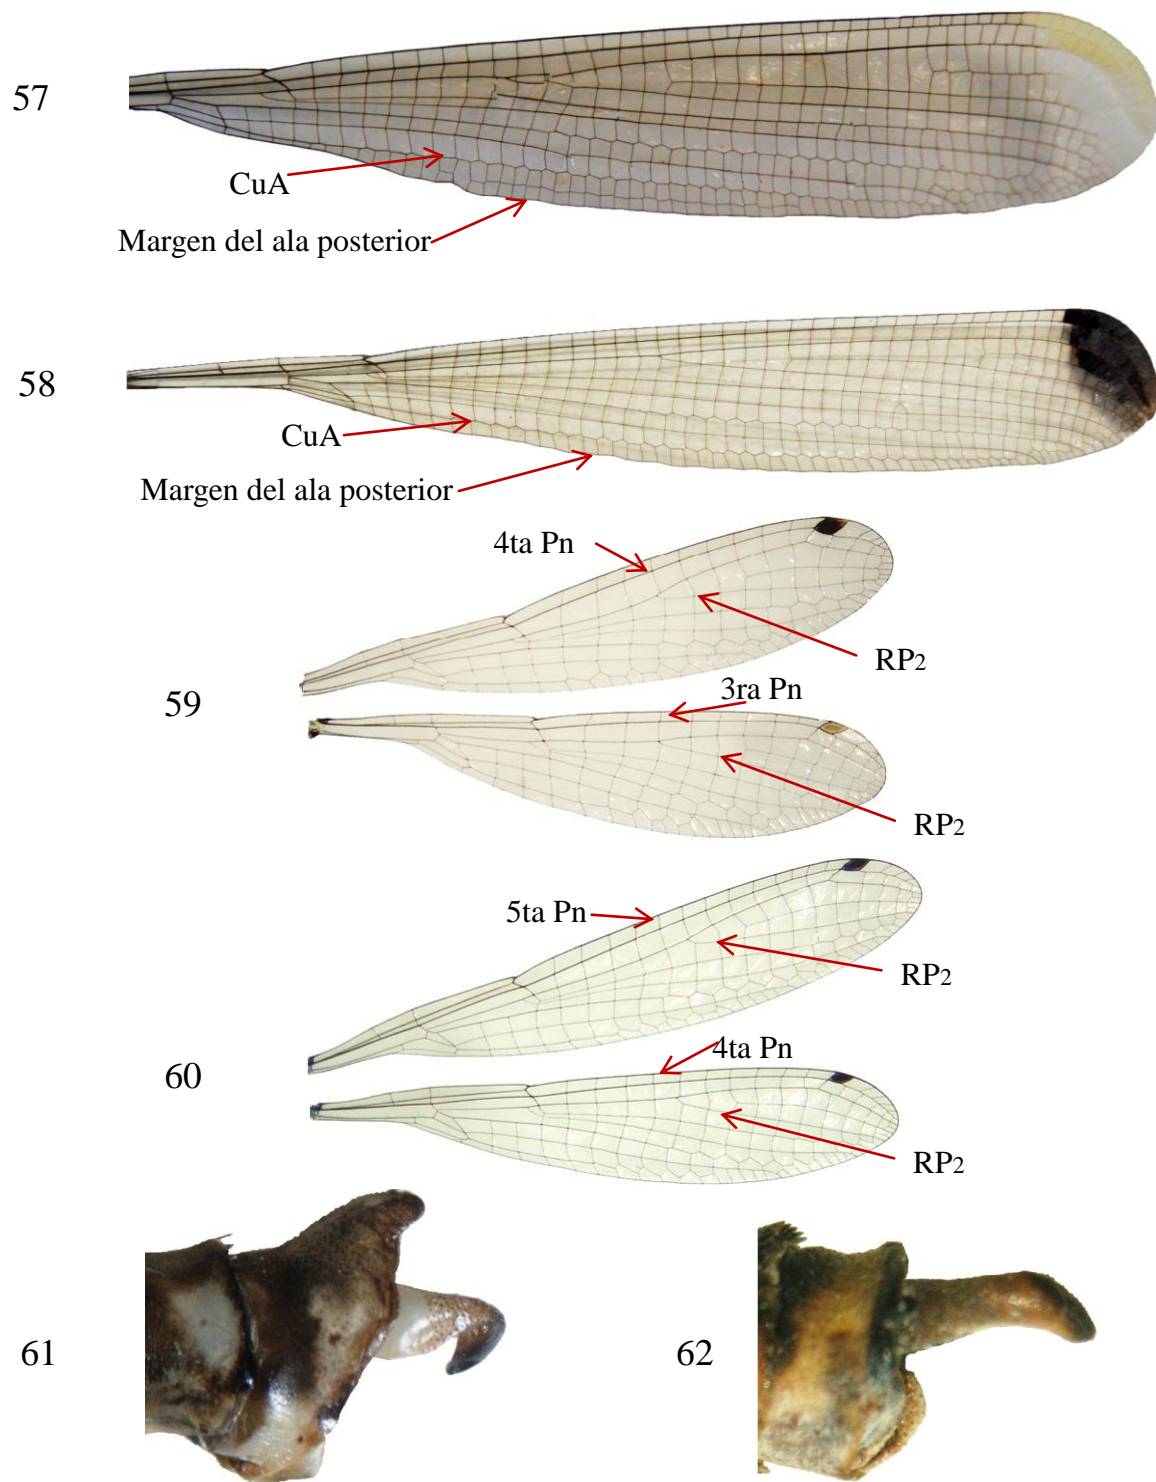 57
CuA
Margen del ala posterior
58
CuA
Margen del ala posterior
4ta Pn
RP2
59
3ra Pn
RP2
5ta Pn
RP2
60
4ta Pn
RP2
61
62